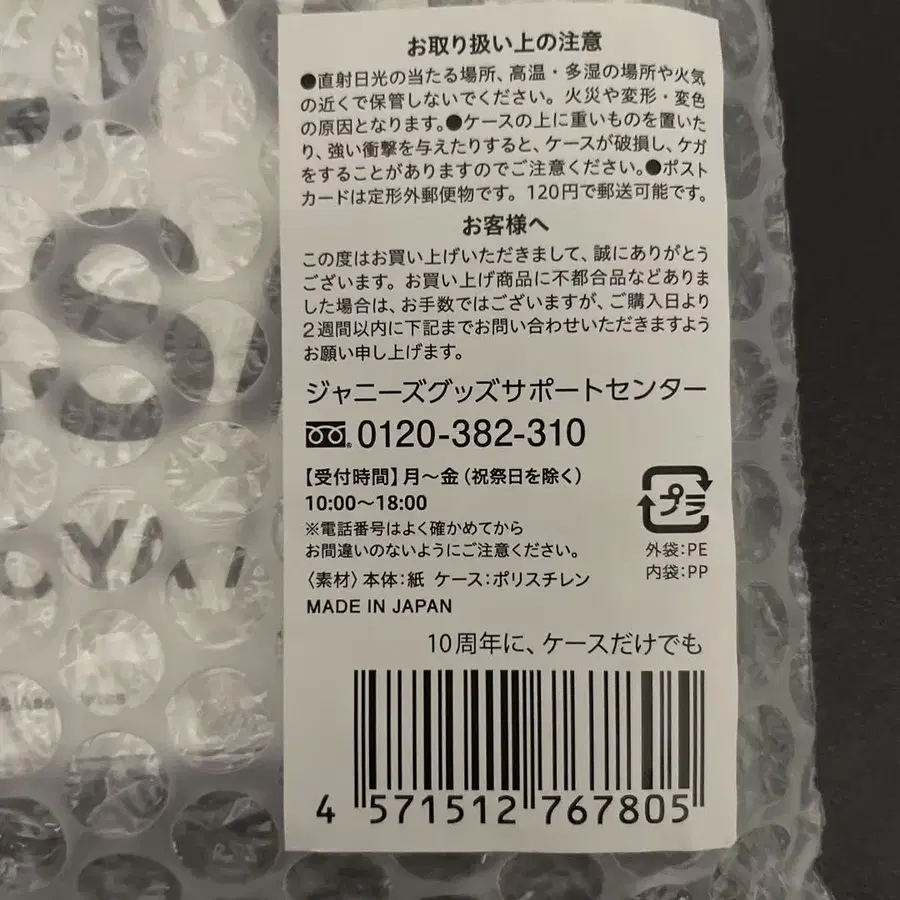 お取り扱い上の注意
●直射日光の当たる場所、高温・多湿の場所や火気
の近くで保管しないでください。火災や変形・変色
の原因となります。●ケースの上に重いものを置いた
り、強い衝撃を与えたりすると、ケースが破損し、ケガ
をすることがありますのでご注意ください。●ポスト
カードは定形外郵便物です。120円で郵送可能です。
お客様へ
この度はお買い上げいただきまして、誠にありがとう
ございます。お買い上げ商品に不都合品などありま
した場合は、お手数ではございますが、ご購入日より
2週間以内に下記までお問い合わせいただきますよう
お願い申し上げます。
ジャニーズグッズサポートセンター
0120-382-310
【受付時間】月～金（祝祭日を除く）
10:00～18:00
※電話番号はよく確かめてから
お間違いのないようにご注意ください。
プラ
外袋：PE
内袋：PP
〈素材〉本体：紙 ケース：ポリスチレン
MADE IN JAPAN
10周年に、ケースだけでも
4 571512 767805
S